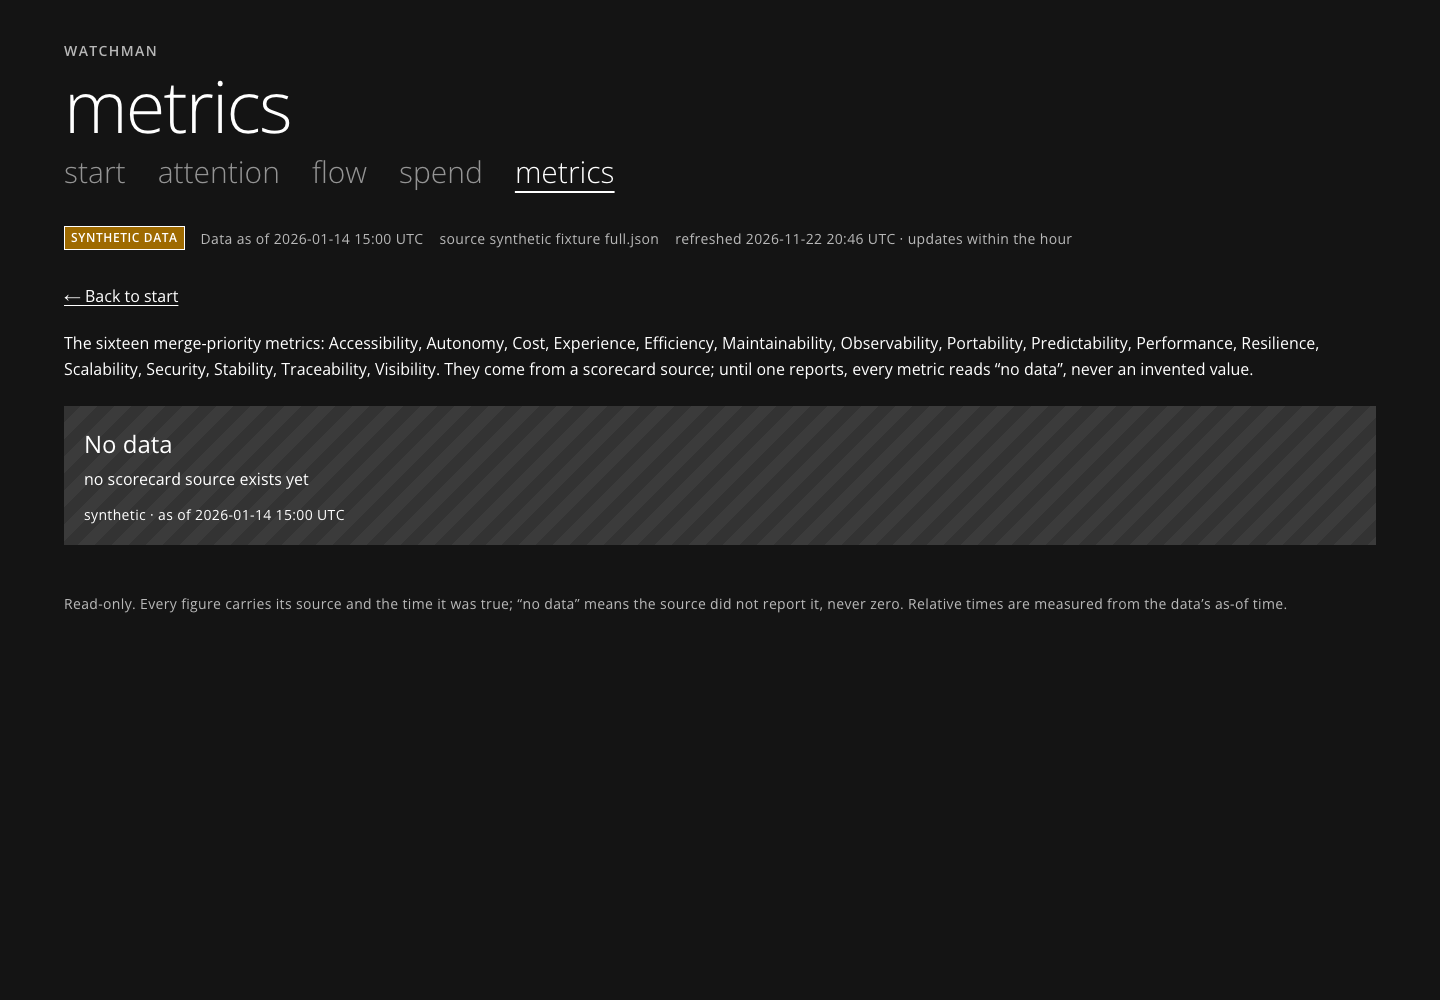 WATCHMAN
metrics
start attention flow spend metrics
SYNTHETIC DATA Data as of 2026-01-14 15:00 UTC source synthetic fixture full.json refreshed 2026-11-22 20:46 UTC · updates within the hour
← Back to start
The sixteen merge-priority metrics: Accessibility, Autonomy, Cost, Experience, Efficiency, Maintainability, Observability, Portability, Predictability, Performance, Resilience,
Scalability, Security, Stability, Traceability, Visibility. They come from a scorecard source; until one reports, every metric reads “no data”, never an invented value.
No data
no scorecard source exists yet
synthetic · as of 2026-01-14 15:00 UTC
Read-only. Every figure carries its source and the time it was true; “no data” means the source did not report it, never zero. Relative times are measured from the data’s as-of time.